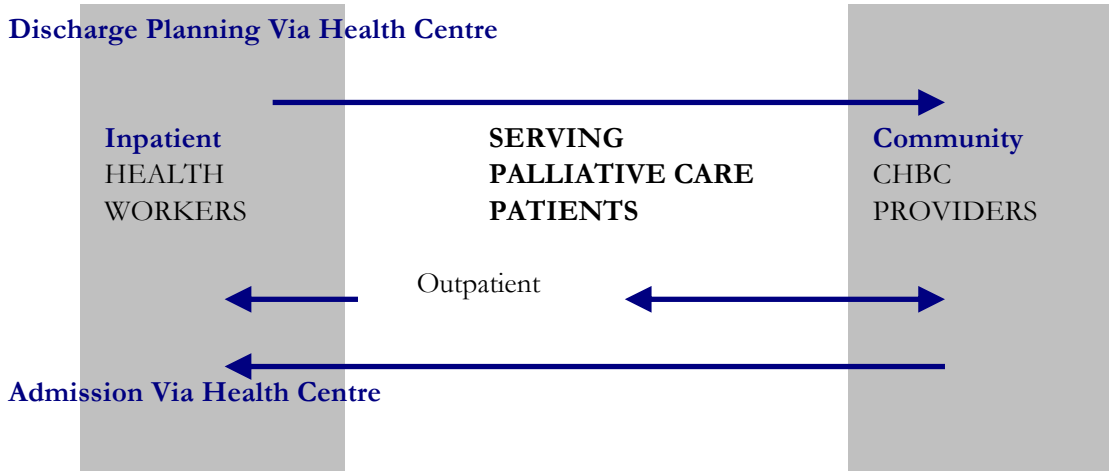 Discharge Planning Via Health Centre
Inpatient
HEALTH
WORKERS
SERVING
PALLIATIVE CARE
PATIENTS
Community
CHBC
PROVIDERS
Outpatient
Admission Via Health Centre